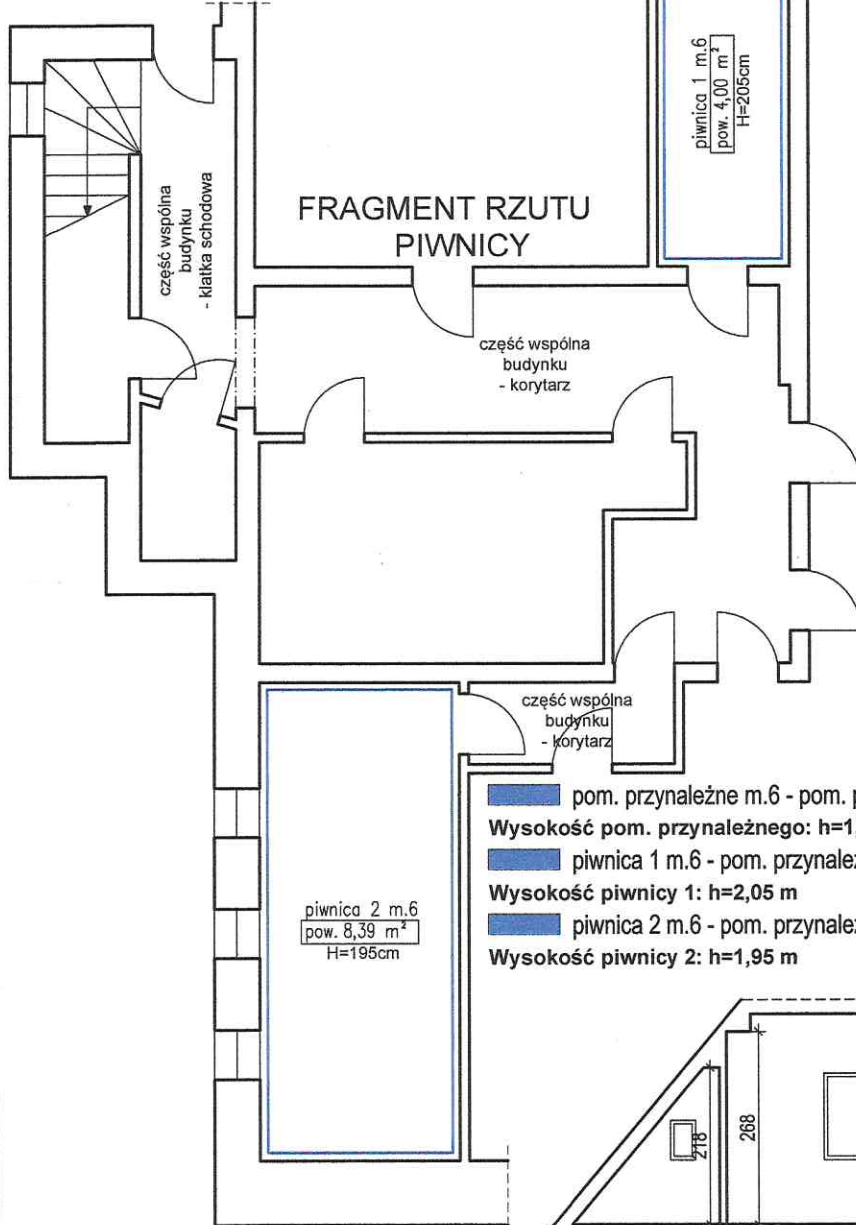 piwnica 1 m.6
pow. 4,00 m²
H=205cm
część wspólna
budynku
- klatka schodowa
FRAGMENT RZUTU
PIWNICY
część wspólna
budynku
- korytarz
część wspólna
budynku
- korytarz
pom. przynależne m.6 - pom.
Wysokość pom. przynależnego: h=1,
piwnica 1 m.6 - pom.
Wysokość piwnicy 1: h=2,05 m
piwnica 2 m.6 - pom.
Wysokość piwnicy 2: h=1,95 m
piwnica 2 m.6
pow. 8,39 m²
H=195cm
218
268